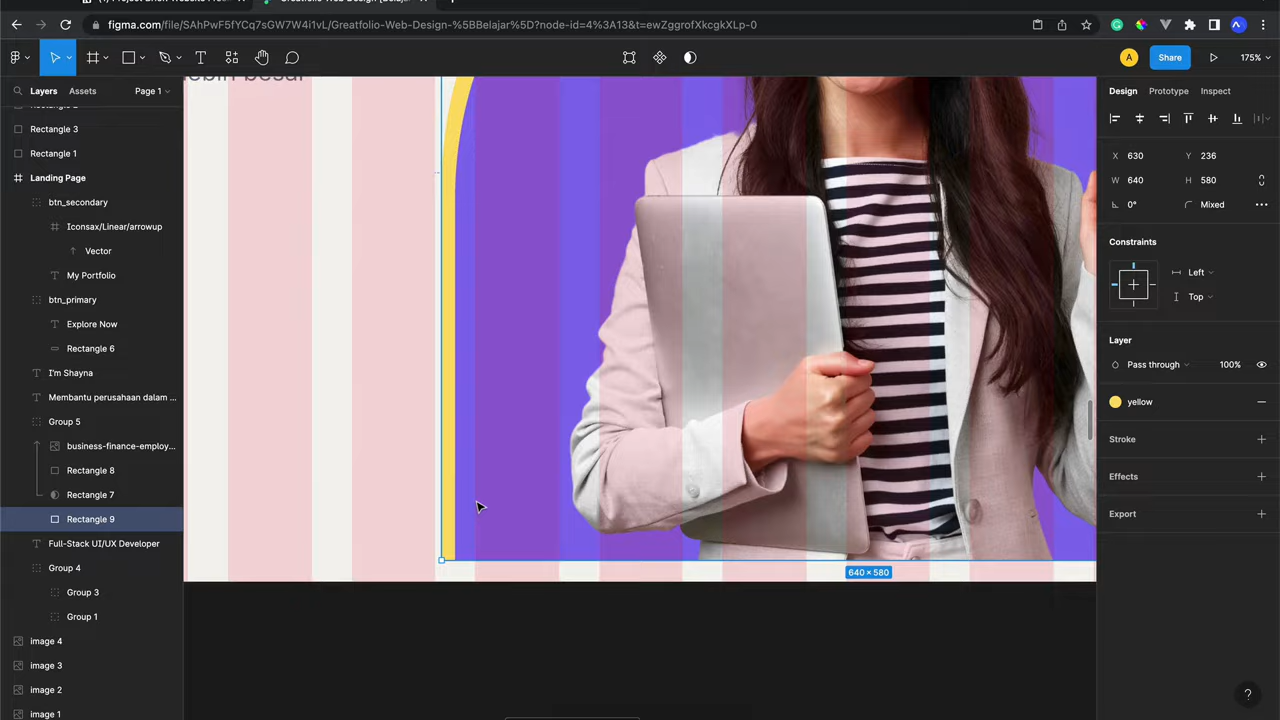 figma.com/file/SAhPwF5fYCq7sGW7W4i1vL/Greatfolio-Web-Design-%5BBelajar%5D?node-id=4%3A13&t=ewZggrofXkcgkXLp-0
A
Share
175%
Layers
Assets
Page 1
Design
Prototype
Inspect
Rectangle 3
Rectangle 1
Landing Page
btn_secondary
Iconsax/Linear/arrowup
Vector
My Portfolio
btn_primary
Explore Now
Rectangle 6
I'm Shayna
Membantu perusahaan dalam ...
Group 5
business-finance-employ...
Rectangle 8
Rectangle 7
Rectangle 9
Full-Stack UI/UX Developer
Group 4
Group 3
Group 1
image 4
image 3
image 2
image 1
640 × 580
X 630
Y 236
W 640
H 580
0°
Mixed
Constraints
Left
Top
Layer
Pass through
100%
yellow
Stroke
Effects
Export
?